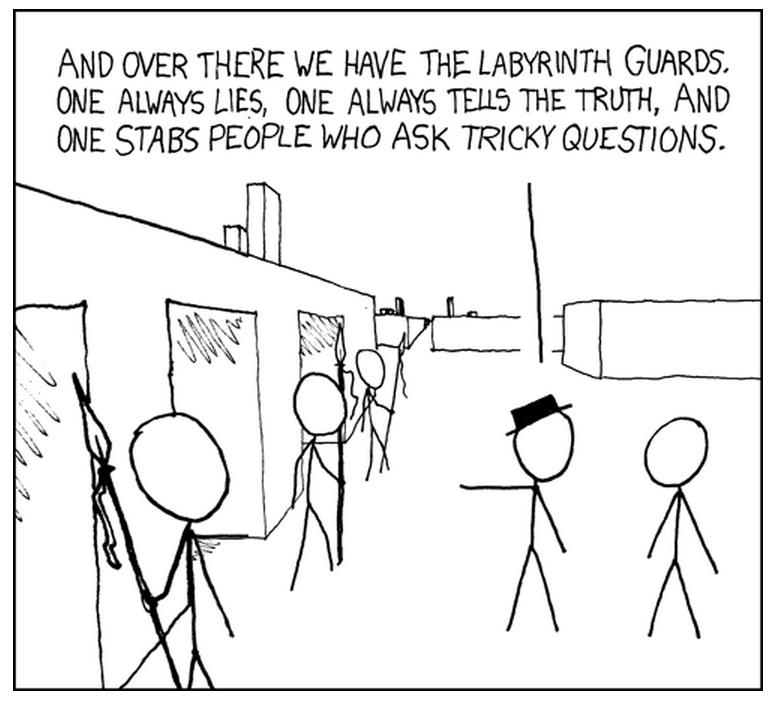 AND OVER THERE WE HAVE THE LABYRINTH GUARDS.
ONE ALWAYS LIES, ONE ALWAYS TELLS THE TRUTH, AND
ONE STABS PEOPLE WHO ASK TRICKY QUESTIONS.